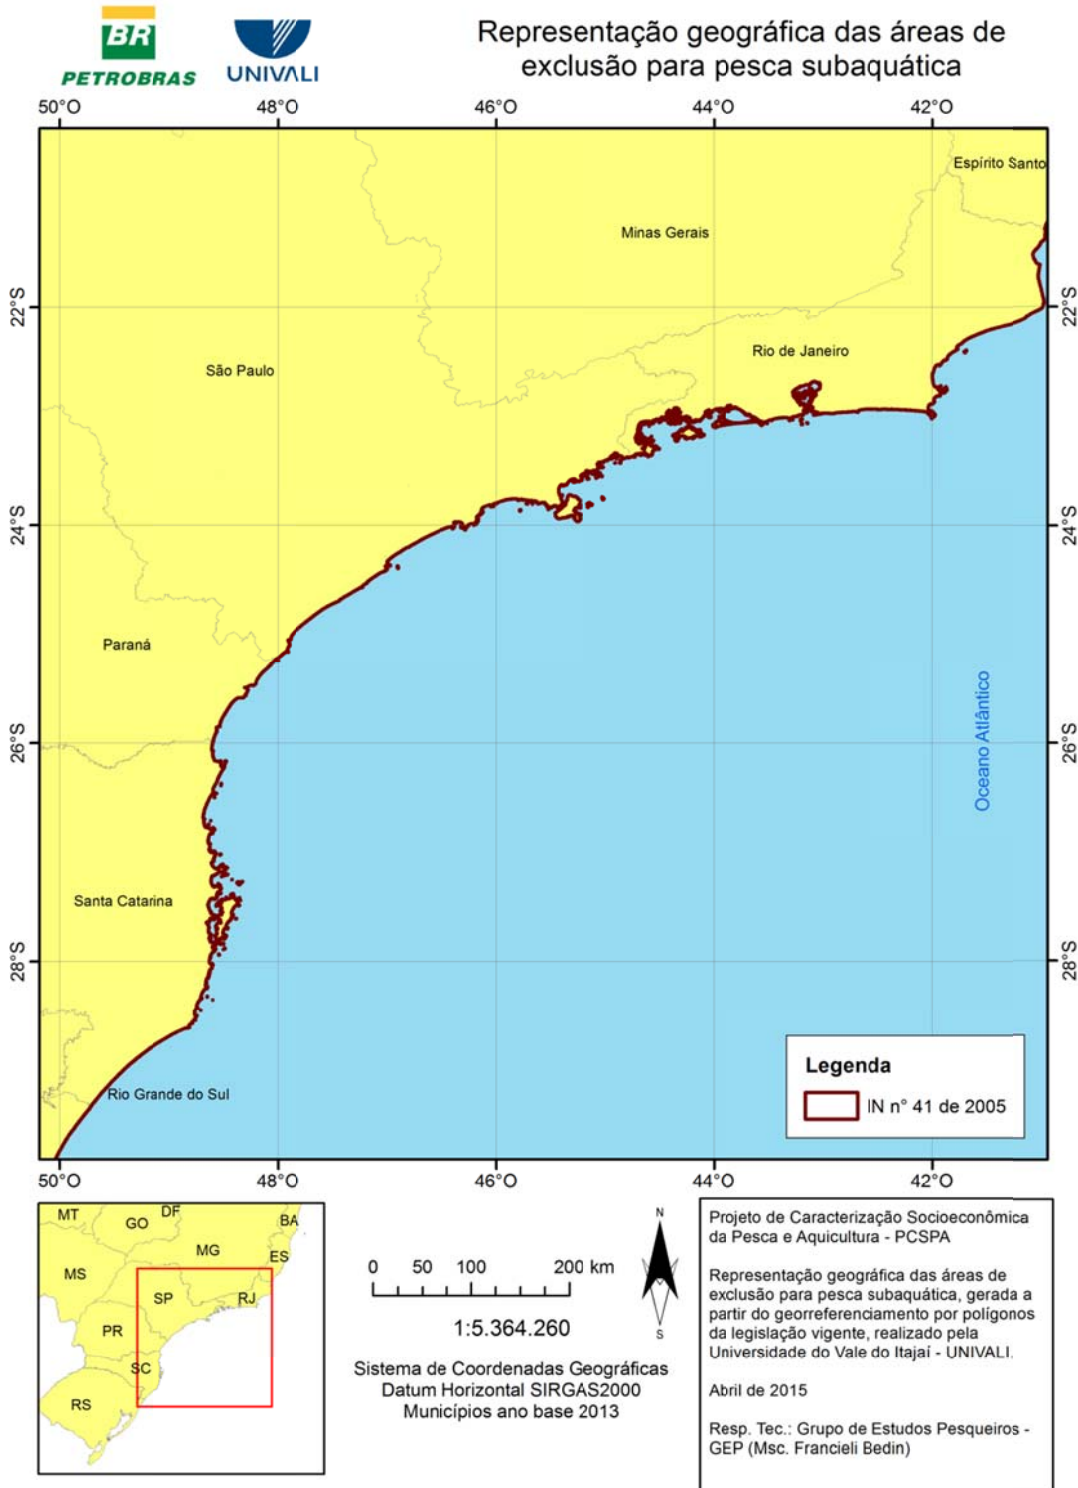 BR
PETROBRAS
UNIVALI
Representação geográfica das áreas de
exclusão para pesca subaquática
50°O 48°O 46°O 44°O 42°O
Espírito Santo
Minas Gerais
22°S 22°S
Rio de Janeiro
São Paulo
24°S 24°S
Paraná
Oceano Atlântico
26°S 26°S
Santa Catarina
28°S 28°S
Legenda
IN n° 41 de 2005
Rio Grande do Sul
50°O 48°O 46°O 44°O 42°O
MT
GO
DF
BA
MG
ES
MS
SP
RJ
PR
SC
RS
0 50 100 200 km
1:5.364.260
Sistema de Coordenadas Geográficas
Datum Horizontal SIRGAS2000
Municípios ano base 2013
N
S
Projeto de Caracterização Socioeconômica
da Pesca e Aquicultura - PCSPA
Representação geográfica das áreas de
exclusão para pesca subaquática, gerada a
partir do georreferenciamento por polígonos
da legislação vigente, realizado pela
Universidade do Vale do Itajaí - UNIVALI.
Abril de 2015
Resp. Tec.: Grupo de Estudos Pesqueiros -
GEP (Msc. Francieli Bedin)